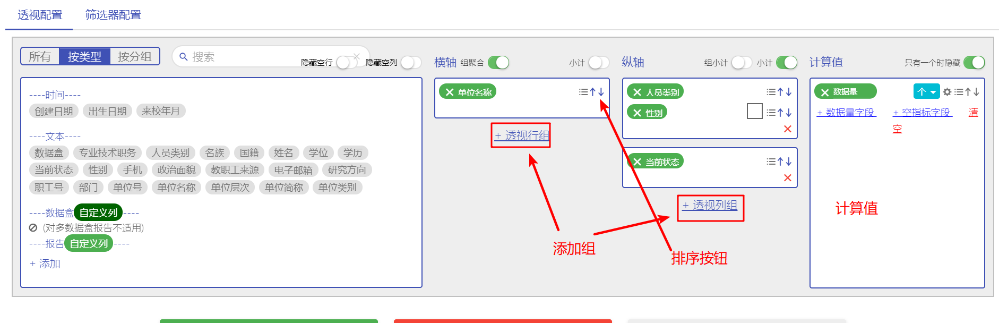 透视配置 筛选器配置
所有 按类型 按分组 搜索 隐藏空行 隐藏空列
横轴 组聚合 小计
纵轴 组小计 小计
计算值 只有一个时隐藏
----时间----
创建日期 出生日期 来校年月
----文本----
数据盒 专业技术职务 人员类别 名族 国籍 姓名 学位 学历
当前状态 性别 手机 政治面貌 教职工来源 电子邮箱 研究方向
职工号 部门 单位号 单位名称 单位层次 单位简称 单位类别
----数据盒自定义列----
(对多数据盒报告不适用)
----报告自定义列----
+ 添加
单位名称
+ 透视行组
人员类别
性别
当前状态
+ 透视列组
数据量 个
+ 数据量字段 + 空指标字段 清
空
计算值
添加组
排序按钮